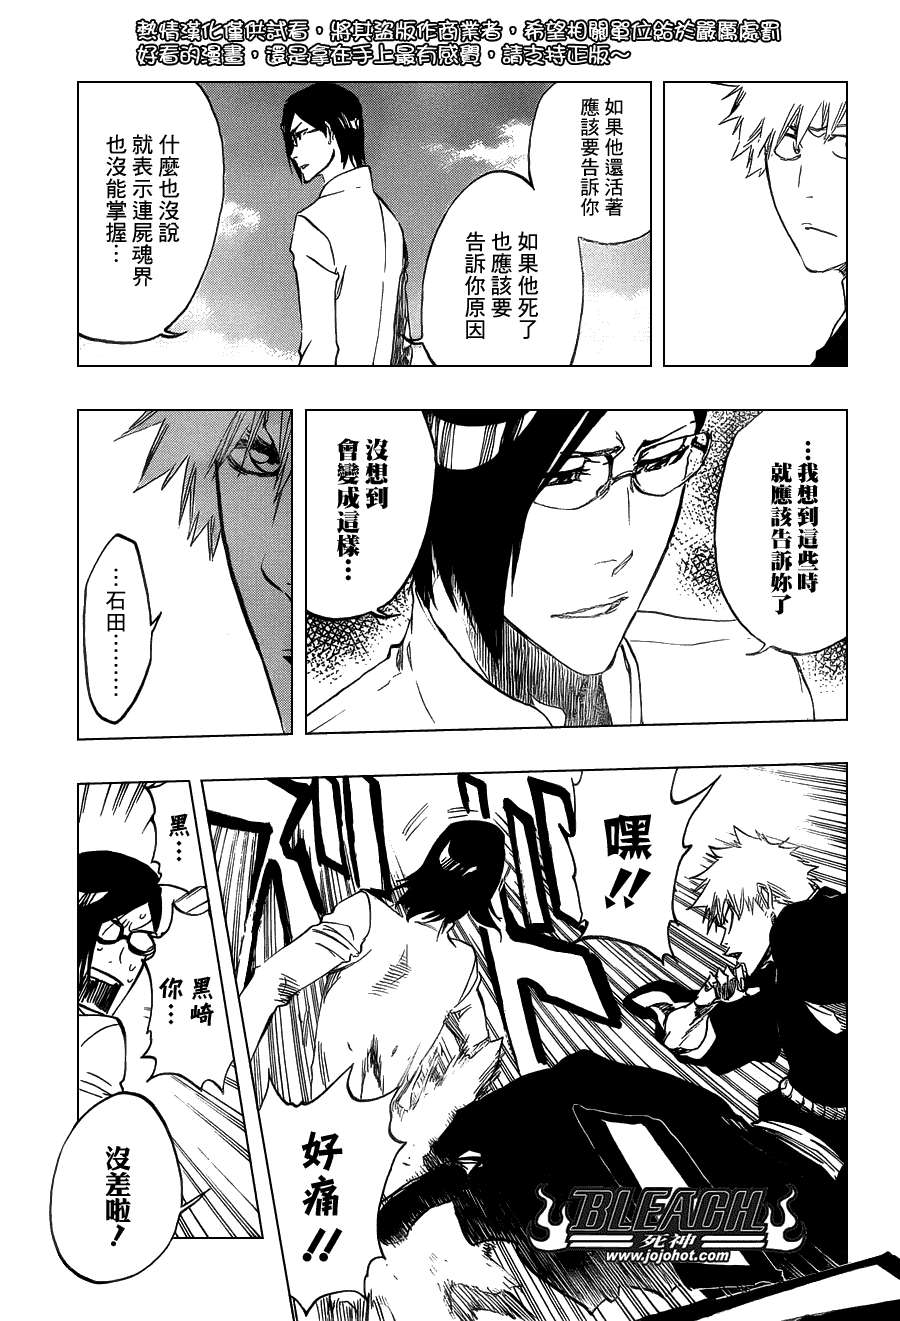 熱情漢化僅供試看，將其盜版作商業者，希望相關單位給於嚴厲處罰
好看的漫畫，還是拿在手上最有感覺，請支持正版～
如果他還活著
應該要告訴你
如果他死了
也應該要
告訴你原因
什麼也沒說
就表示連屍魂界
也沒能掌握…
…我想到這些時
就應該告訴妳了
沒想到
會變成這樣…
…石田………
嘿!!
好痛!!
黑…
黑崎
你…
沒差啦!
BLEACH
死神
www.jojohot.com